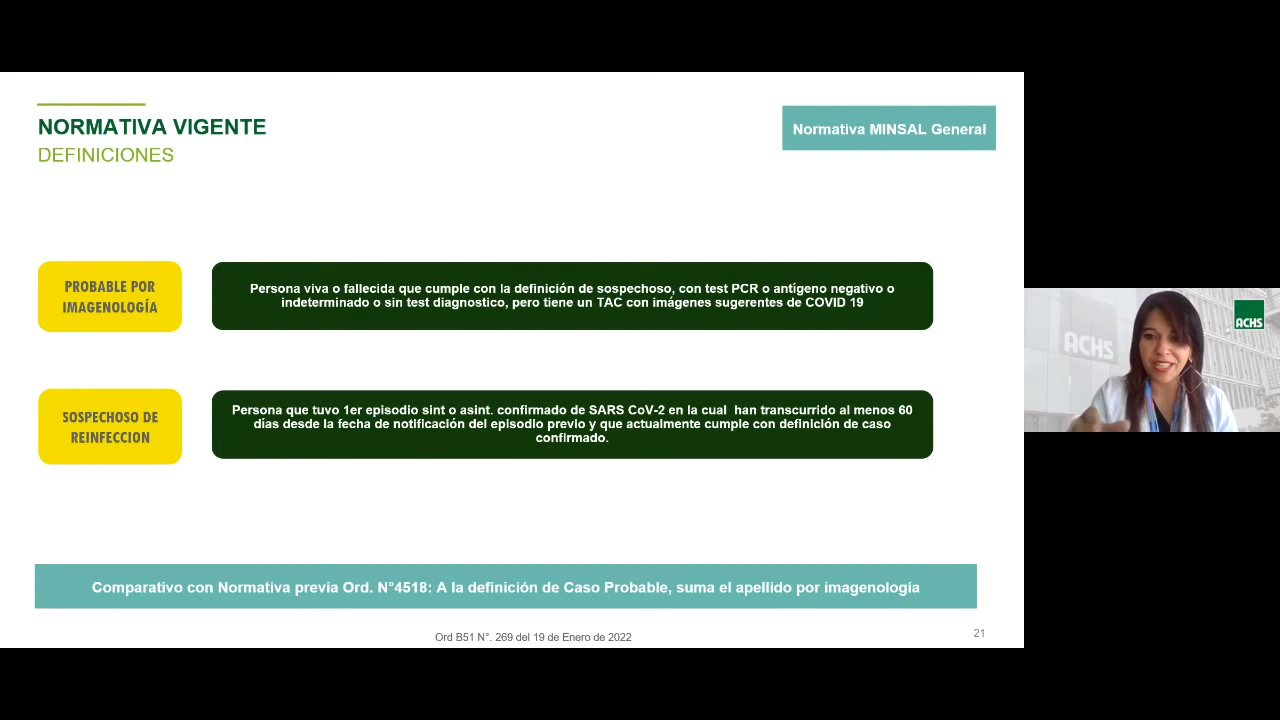 NORMATIVA VIGENTE
DEFINICIONES
Normativa MINSAL General
PROBABLE POR
IMAGENOLOGÍA
Persona viva o fallecida que cumple con la definición de sospechoso, con test PCR o antígeno negativo o
indeterminado o sin test diagnostico, pero tiene un TAC con imágenes sugerentes de COVID 19
SOSPECHOSO DE
REINFECCION
Persona que tuvo 1er episodio sint o asint. confirmado de SARS CoV-2 en la cual han transcurrido al menos 60
días desde la fecha de notificación del episodio previo y que actualmente cumple con definición de caso
confirmado.
Comparativo con Normativa previa Ord. N°4518: A la definición de Caso Probable, suma el apellido por imagenología
Ord B51 N°. 269 del 19 de Enero de 2022
21
ACHS
ACHS